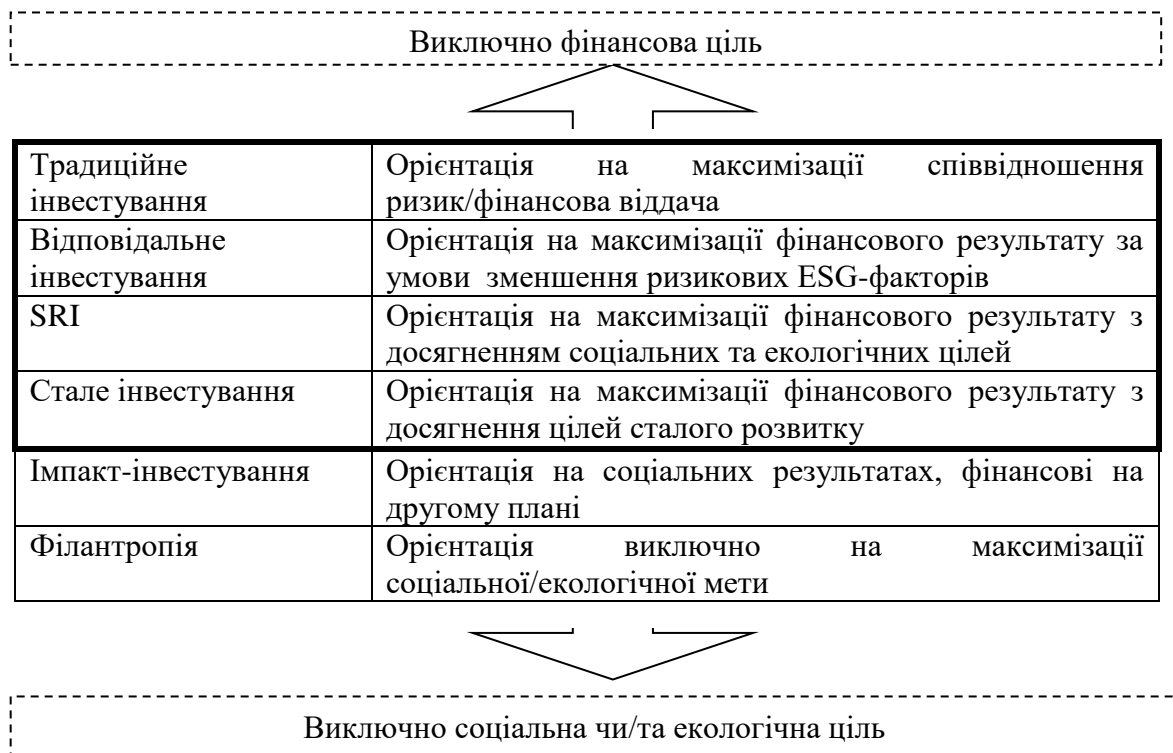 Виключно фінансова ціль
Традиційне інвестування
Орієнтація на максимізації співвідношення
ризик/фінансова віддача
Відповідальне інвестування
Орієнтація на максимізації фінансового результату за
умови зменшення ризикових ESG-факторів
SRI
Орієнтація на максимізації фінансового результату з
досягненням соціальних та екологічних цілей
Стале інвестування
Орієнтація на максимізації фінансового результату з
досягнення цілей сталого розвитку
Імпакт-інвестування
Орієнтація на соціальних результатах, фінансові на
другому плані
Філантропія
Орієнтація виключно на максимізації
соціальної/екологічної мети
Виключно соціальна чи/та екологічна ціль